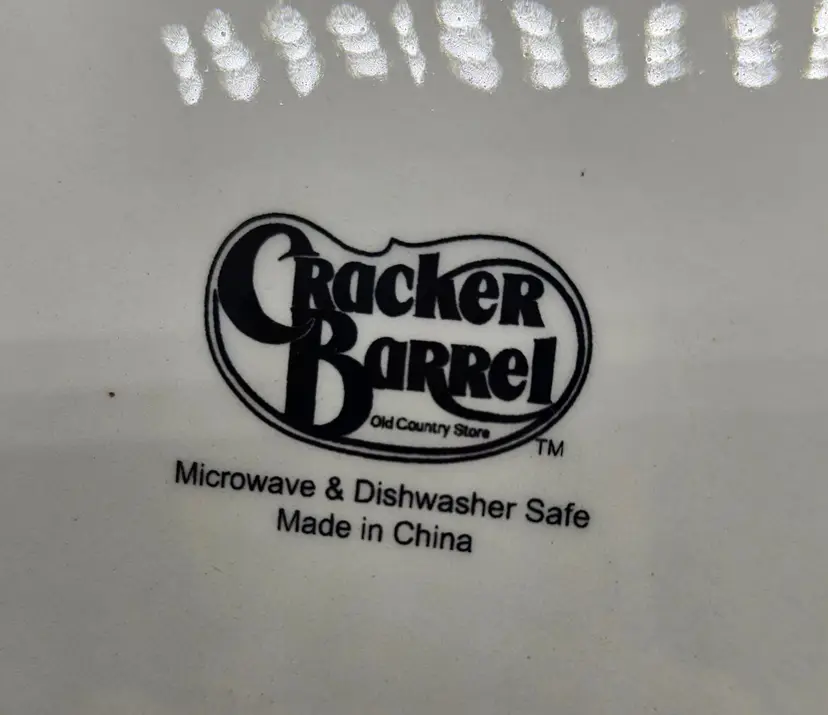 Cracker
Barrel
Old Country Store
TM
Microwave & Dishwasher Safe
Made in China